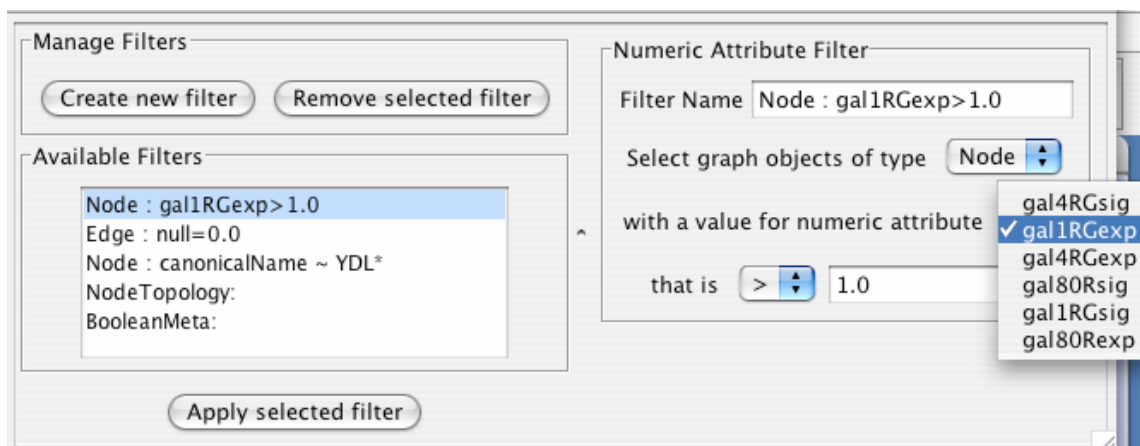 Manage Filters
Create new filter
Remove selected filter
Available Filters
Node : gal1RGexp>1.0
Edge : null=0.0
Node : canonicalName ~ YDL*
NodeTopology:
BooleanMeta:
Apply selected filter
Numeric Attribute Filter
Filter Name Node : gal1RGexp>1.0
Select graph objects of type Node
with a value for numeric attribute
gal4RGsig
✓ gal1RGexp
gal4RGexp
gal80Rsig
gal1RGsig
gal80Rexp
that is > 1.0